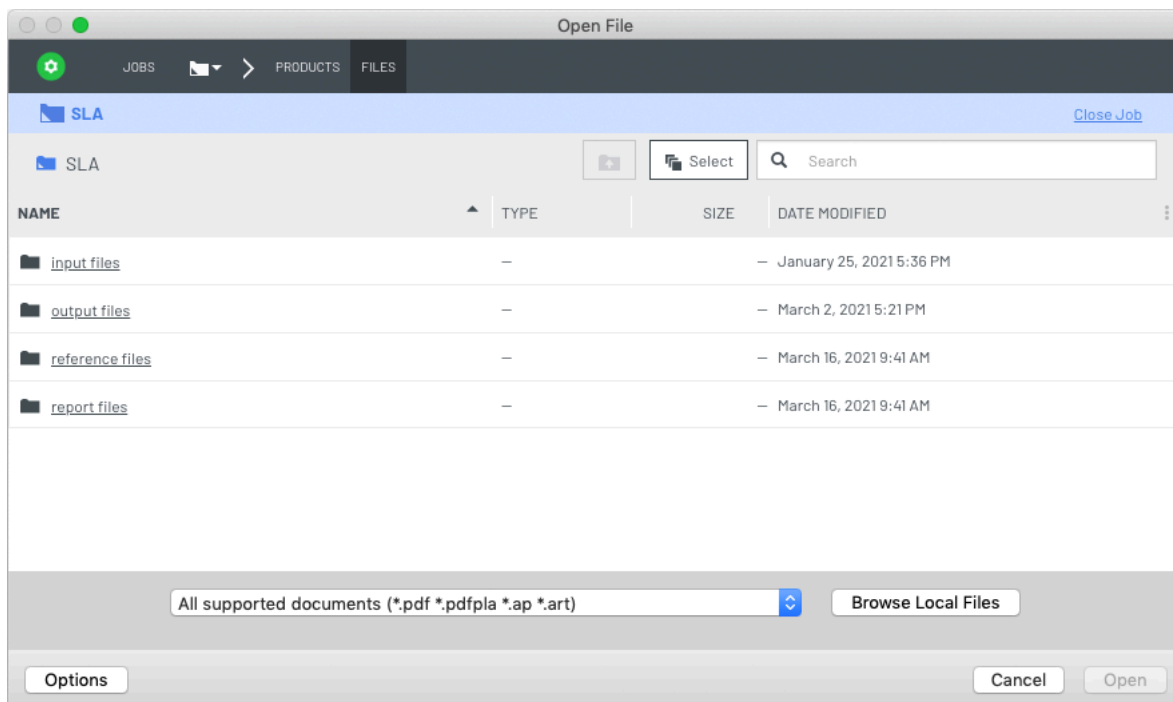 Open File
JOBS PRODUCTS FILES
SLA Close Job
SLA Select Search
NAME TYPE SIZE DATE MODIFIED
input files — — January 25, 2021 5:36 PM
output files — — March 2, 2021 5:21 PM
reference files — — March 16, 2021 9:41 AM
report files — — March 16, 2021 9:41 AM
All supported documents (*.pdf *.pdfpla *.ap *.art) Browse Local Files
Options Cancel Open